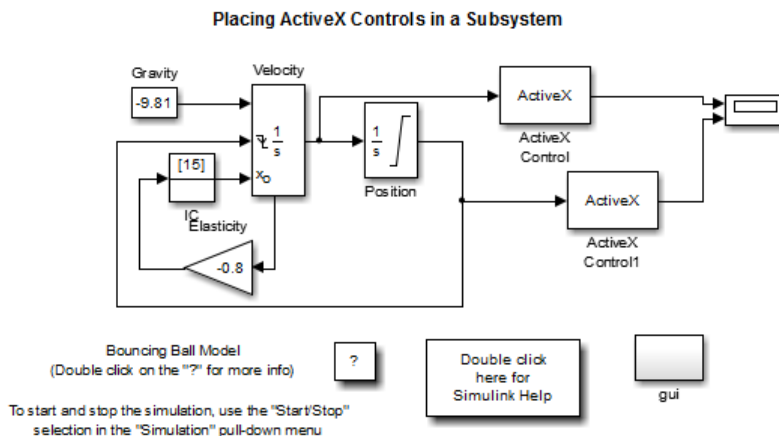 Placing ActiveX Controls in a Subsystem
Gravity
Velocity
-9.81
1
s
xo
[15]
IC
Elasticity
-0.8
1
s
Position
ActiveX
ActiveX
Control
ActiveX
ActiveX
Control1
Bouncing Ball Model
(Double click on the "?" for more info)
?
Double click
here for
Simulink Help
gui
To start and stop the simulation, use the "Start/Stop"
selection in the "Simulation" pull-down menu